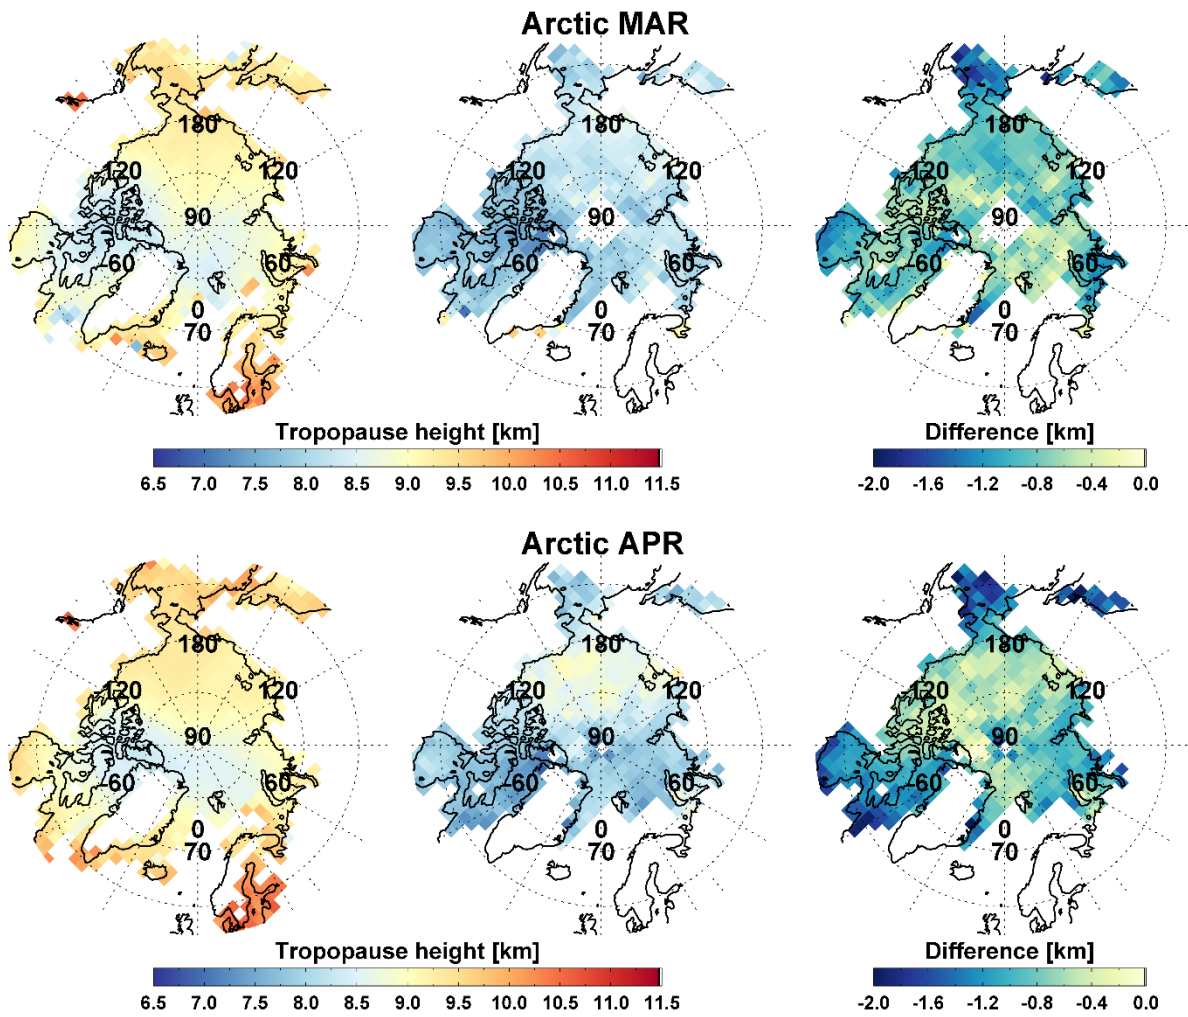 Arctic MAR
180 180 180
120 120 120 120 120 120
90 90 90
-60 60 -60 60 -60 60
0 0 0
70 70 70
Tropopause height [km] Difference [km]
6.5 7.0 7.5 8.0 8.5 9.0 9.5 10.0 10.5 11.0 11.5 -2.0 -1.6 -1.2 -0.8 -0.4 0.0
Arctic APR
180 180 180
120 120 120 120 120 120
90 90 90
-60 60 -60 60 -60 60
0 0 0
70 70 70
Tropopause height [km] Difference [km]
6.5 7.0 7.5 8.0 8.5 9.0 9.5 10.0 10.5 11.0 11.5 -2.0 -1.6 -1.2 -0.8 -0.4 0.0